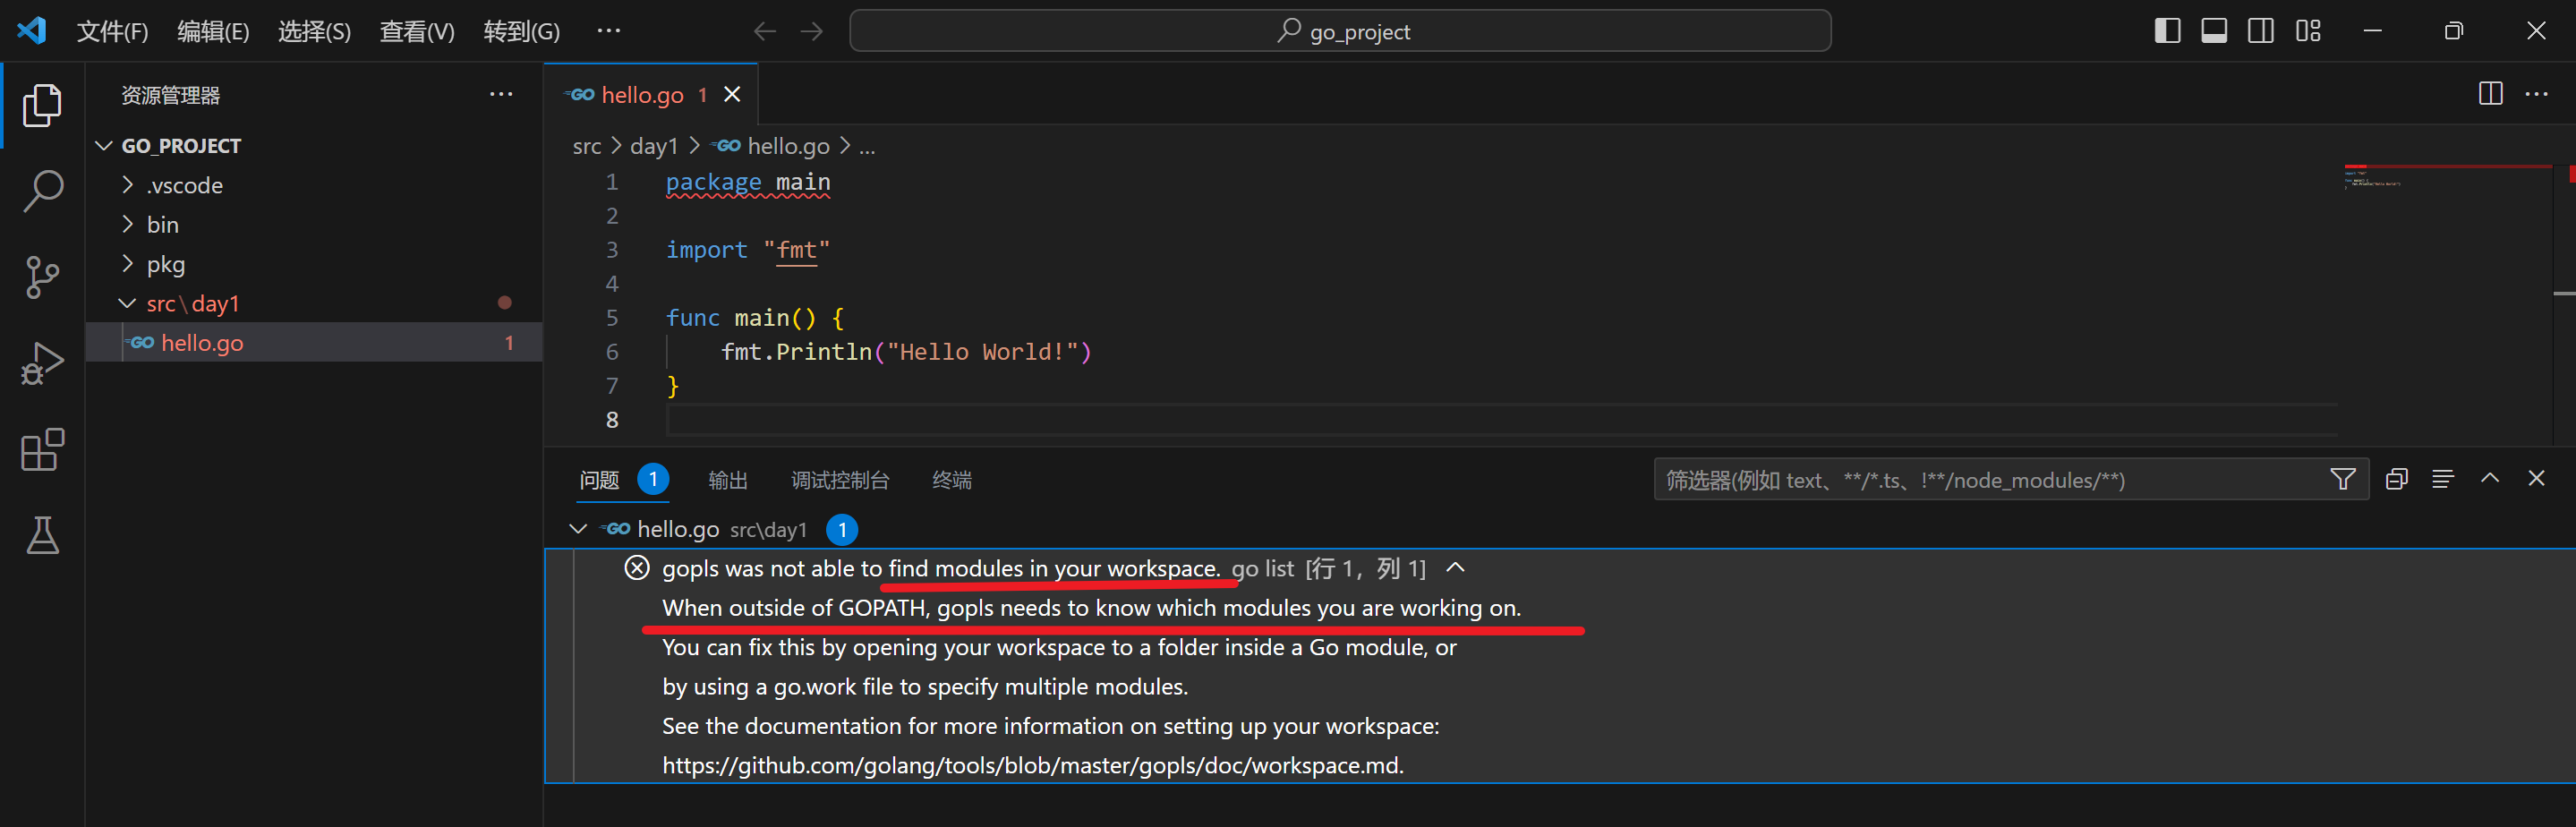 文件(F) 编辑(E) 选择(S) 查看(V) 转到(G) ··· go_project
资源管理器 ···
GO_PROJECT
.vscode
bin
pkg
src\day1
GO hello.go 1
GO hello.go 1
src > day1 > GO hello.go > ...
1 package main
2
3 import "fmt"
4
5 func main() {
6 fmt.Println("Hello World!")
7 }
8
问题 1 输出 调试控制台 终端 筛选器(例如 text、**/*.ts、!**/node_modules/**)
GO hello.go src\day1 1
gopls was not able to find modules in your workspace. go list [行 1，列 1]
When outside of GOPATH, gopls needs to know which modules you are working on.
You can fix this by opening your workspace to a folder inside a Go module, or
by using a go.work file to specify multiple modules.
See the documentation for more information on setting up your workspace:
https://github.com/golang/tools/blob/master/gopls/doc/workspace.md.